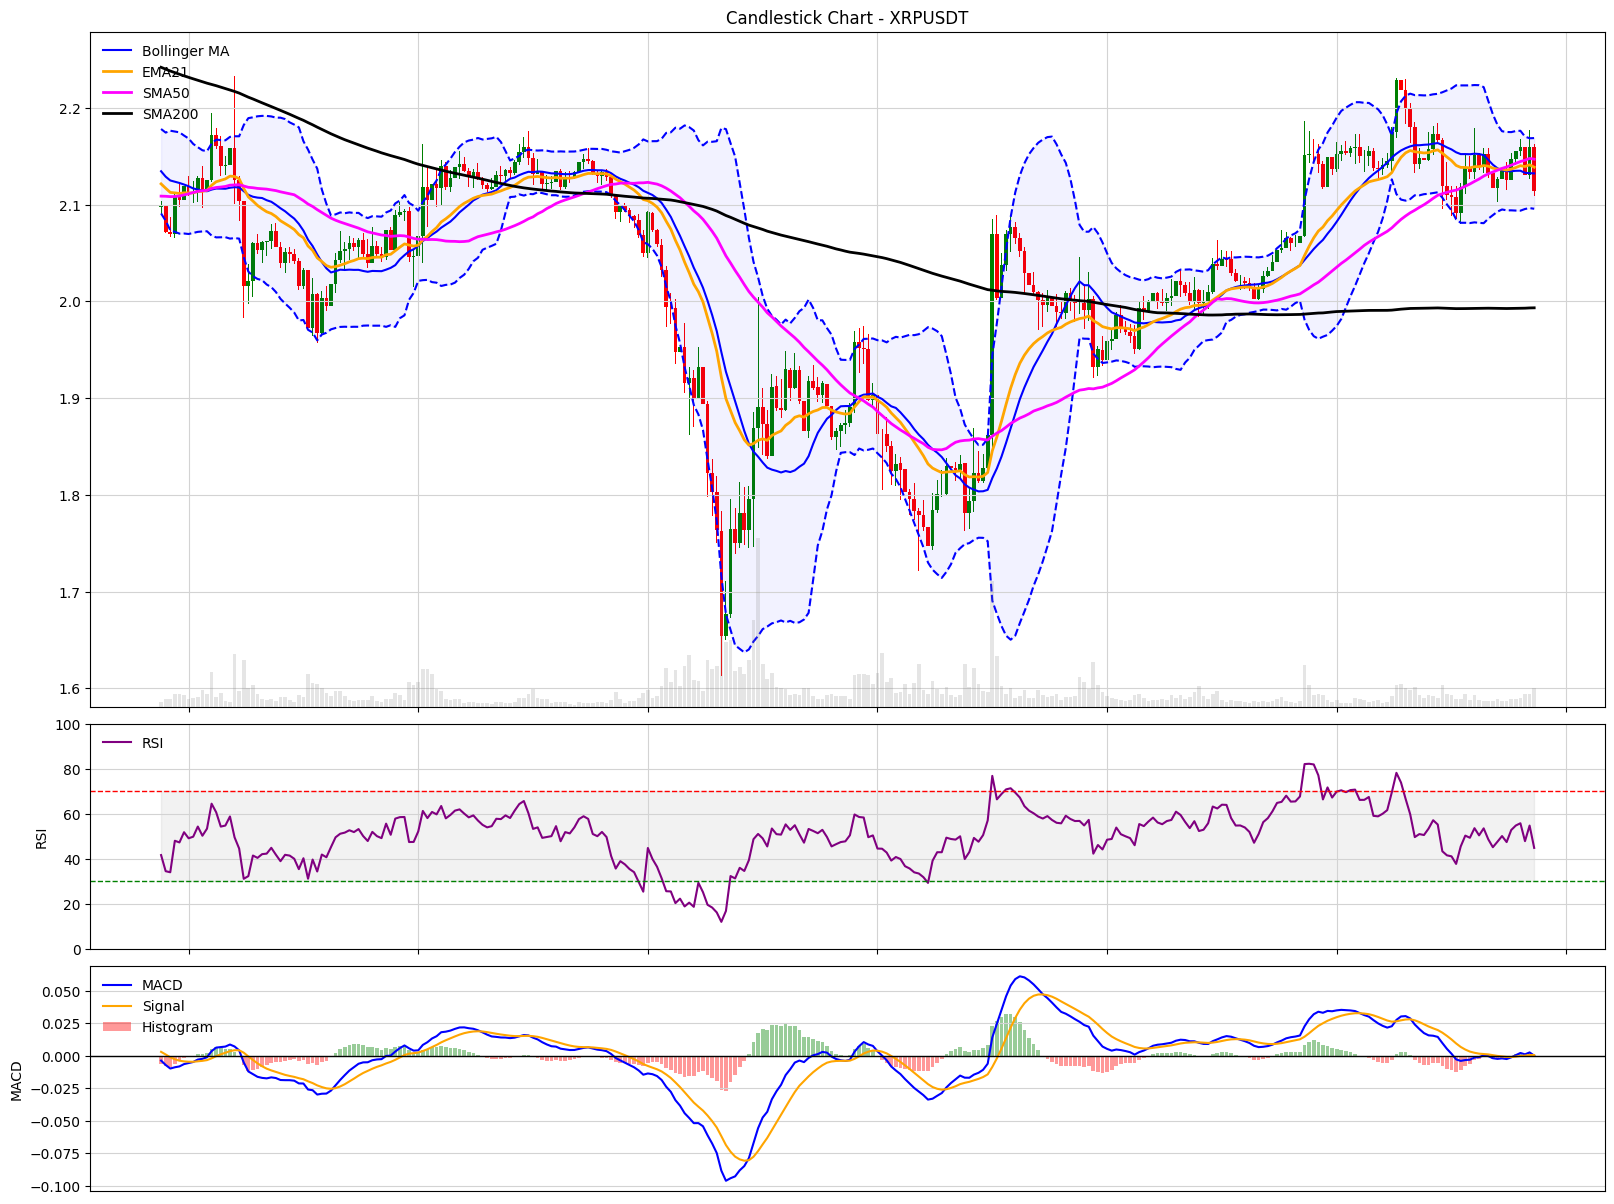 Candlestick Chart - XRPUSDT
Bollinger MA
EMA21
SMA50
SMA200
2.2
2.1
2.0
1.9
1.8
1.7
1.6
RSI
RSI
100
80
60
40
20
0
MACD
MACD
Signal
Histogram
0.050
0.025
0.000
−0.025
−0.050
−0.075
−0.100